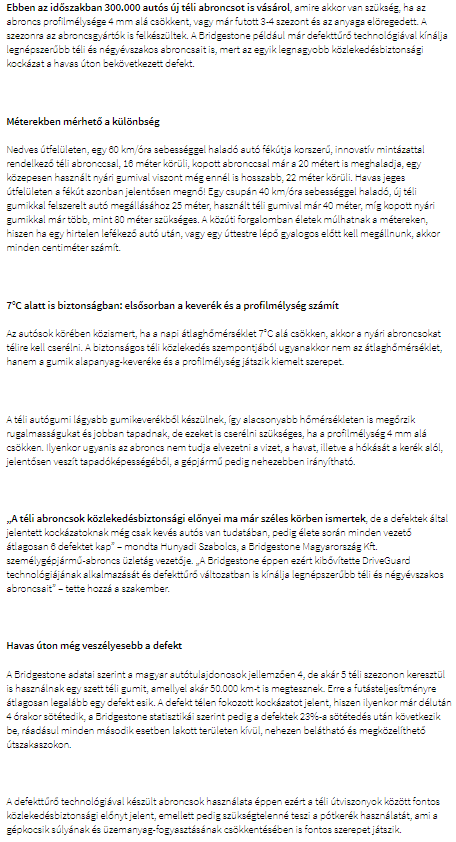 Ebben az időszakban 300.000 autós új téli abroncsot is vásárol, amire akkor van szükség, ha az
abroncs profilmélysége 4 mm alá csökkent, vagy már futott 3-4 szezont és az anyaga elöregedett. A
szezonra az abroncsgyártók is felkészültek. A Bridgestone például már defekttűrő technológiával kínálja
legnépszerűbb téli és négyévszakos abroncsait is, mert az egyik legnagyobb közlekedésbiztonsági
kockázat a havas úton bekövetkezett defekt.
Méterekben mérhető a különbség
Nedves útfelületen, egy 60 km/óra sebességgel haladó autó fékútja korszerű, innovatív mintázattal
rendelkező téli abronccsal, 16 méter körüli, kopott abronccsal már a 20 métert is meghaladja, egy
közepesen használt nyári gumival viszont még ennél is hosszabb, 22 méter körüli. Havas jeges
útfelületen a fékút azonban jelentősen megnő! Egy csupán 40 km/óra sebességgel haladó, új téli
gumikkal felszerelt autó megállásához 25 méter, használt téli gumival már 40 méter, míg kopott nyári
gumikkal már több, mint 80 méter szükséges. A közúti forgalomban életek múlhatnak a métereken,
hiszen ha egy hirtelen lefékező autó után, vagy egy úttestre lépő gyalogos előtt kell megállnunk, akkor
minden centiméter számít.
7°C alatt is biztonságban: elsősorban a keverék és a profilmélység számít
Az autósok körében közismert, ha a napi átlaghőmérséklet 7°C alá csökken, akkor a nyári abroncsokat
télire kell cserélni. A biztonságos téli közlekedés szempontjából ugyanakkor nem az átlaghőmérséklet,
hanem a gumik alapanyag-keveréke és a profilmélység játszik kiemelt szerepet.
A téli autógumi lágyabb gumikeverékből készülnek, így alacsonyabb hőmérsékleten is megőrzik
rugalmasságukat és jobban tapadnak, de ezeket is cserélni szükséges, ha a profilmélység 4 mm alá
csökken. Ilyenkor ugyanis az abroncs nem tudja elvezetni a vizet, a havat, illetve a hókását a kerék alól,
jelentősen veszít tapadóképességéből, a gépjármű pedig nehezebben irányítható.
„A téli abroncsok közlekedésbiztonsági előnyei ma már széles körben ismertek, de a defektek által
jelentett kockázatoknak még csak kevés autós van tudatában, pedig élete során minden vezető
átlagosan 6 defektet kap” – mondta Hunyadi Szabolcs, a Bridgestone Magyarország Kft.
személygépjármű-abroncs üzletág vezetője. „A Bridgestone éppen ezért kibővítette DriveGuard
technológiájának alkalmazását és defekttűrő változatban is kínálja legnépszerűbb téli és négyévszakos
abroncsait” – tette hozzá a szakember.
Havas úton még veszélyesebb a defekt
A Bridgestone adatai szerint a magyar autótulajdonosok jellemzően 4, de akár 5 téli szezonon keresztül
is használnak egy szett téli gumit, amellyel akár 50.000 km-t is megtesznek. Erre a futásteljesítményre
átlagosan legalább egy defekt esik. A defekt télen fokozott kockázatot jelent, hiszen ilyenkor már délután
4 órakor sötétedik, a Bridgestone statisztikái szerint pedig a defektek 23%-a sötétedés után következik
be, ráadásul minden második esetben lakott területen kívül, nehezen belátható és megközelíthető
útszakaszokon.
A defekttűrő technológiával készült abroncsok használata éppen ezért a téli útviszonyok között fontos
közlekedésbiztonsági előnyt jelent, emellett pedig szükségtelenné teszi a pótkerék használatát, ami a
gépkocsik súlyának és üzemanyag-fogyasztásának csökkentésében is fontos szerepet játszik.